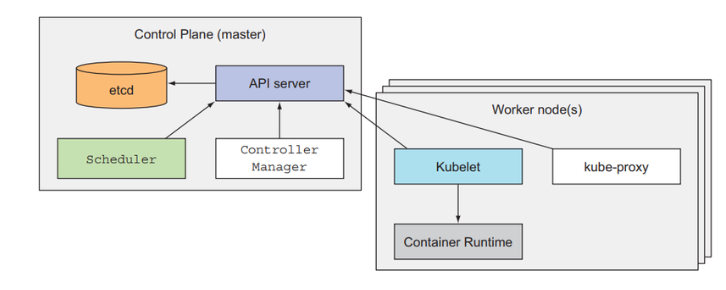 Control Plane (master)
etcd
API server
Scheduler
Controller
Manager
Worker node(s)
Kubelet
kube-proxy
Container Runtime